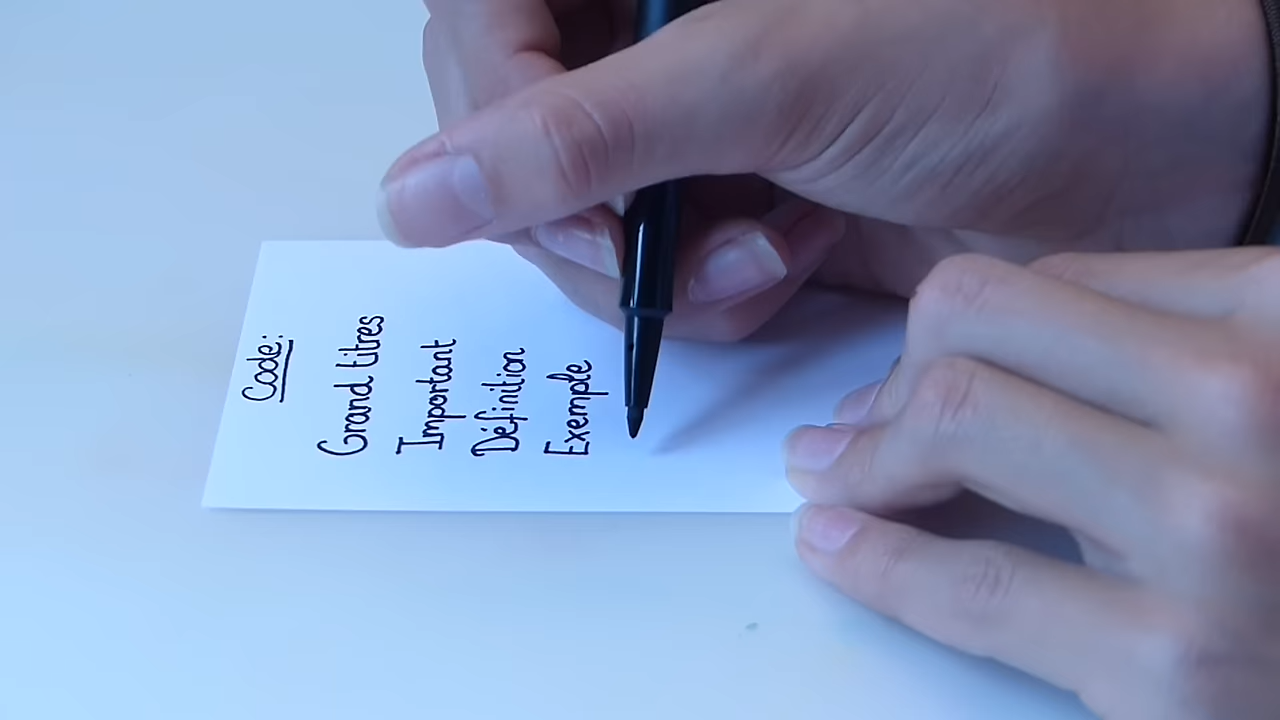 Code:
Grand titres
Important
Définition
Exemple